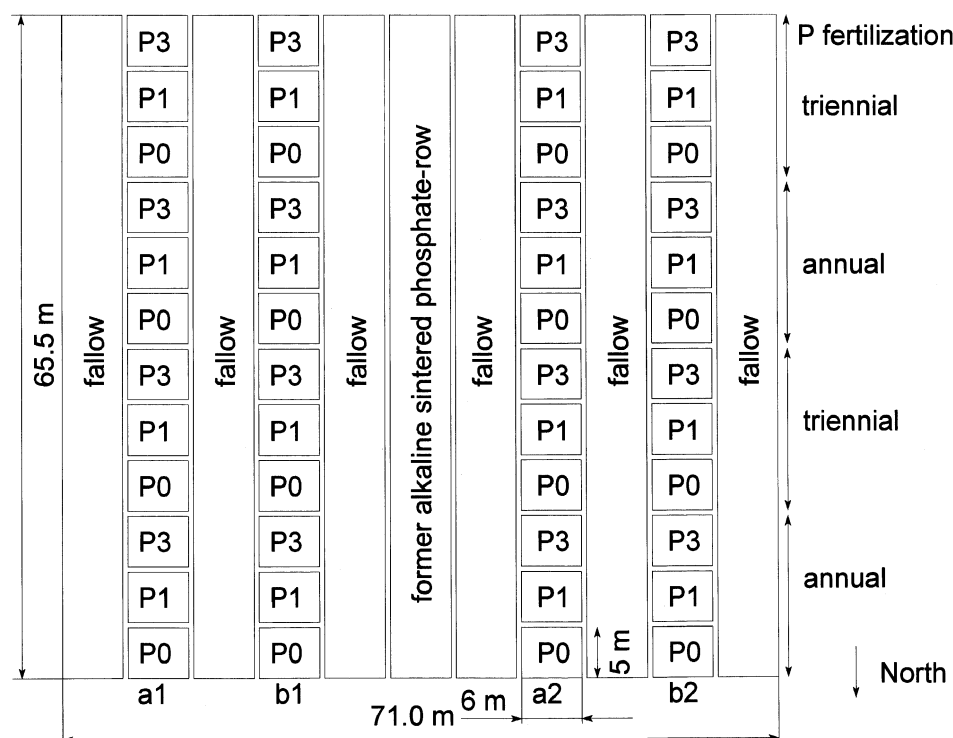 P3 P3 P3 P3 P fertilization
P1 P1 P1 P1 triennial
P0 P0 P0 P0
P3 P3 P3 P3
P1 P1 P1 P1 annual
P0 P0 P0 P0
65.5 m
fallow
fallow
fallow
former alkaline sintered phosphate-row
fallow
fallow
fallow
P3 P3 P3 P3
P1 P1 P1 P1 triennial
P0 P0 P0 P0
P3 P3 P3 P3
P1 P1 P1 P1 annual
P0 P0 P0 P0
5 m
North
a1 b1 6 m a2 b2
71.0 m